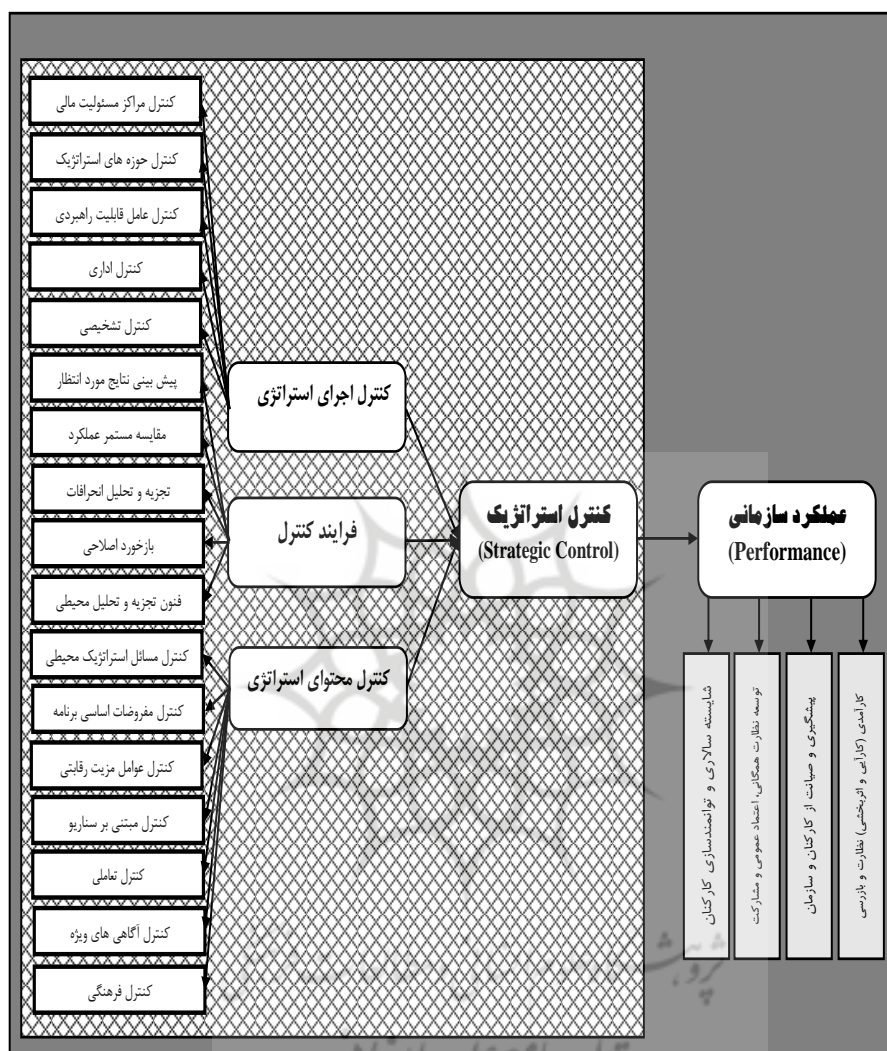 کنترل مراکز مسئولیت مالی
کنترل حوزه های استراتژیک
کنترل عامل قابلیت راهبردی
کنترل اداری
کنترل تشخیصی
پیش بینی نتایج مورد انتظار
مقایسه مستمر عملکرد
تجزیه و تحلیل انحرافات
بازخورد اصلاحی
فنون تجزیه و تحلیل محیطی
کنترل مسائل استراتژیک محیطی
کنترل مفروضات اساسی برنامه
کنترل عوامل مزیت رقابتی
کنترل مبتنی بر سناریو
کنترل تعاملی
کنترل آگاهی های ویژه
کنترل فرهنگی
کنترل اجرای استراتژی
فرایند کنترل
کنترل محتوای استراتژی
کنترل استراتژیک
(Strategic Control)
عملکرد سازمانی
(Performance)
شایسته سالاری و توانمندسازی کارکنان
توسعه نظارت همگانی، اعتماد عمومی و مشارکت
پیشگیری و صیانت از کارکنان و سازمان
کارآمدی (کارآیی و اثربخشی) نظارت و بازرسی